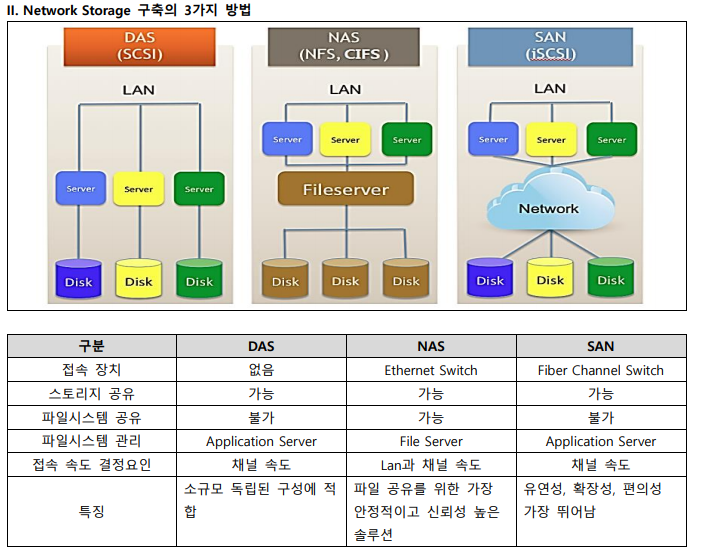 II. Network Storage 구축의 3가지 방법
DAS
(SCSI)
NAS
(NFS, CIFS )
SAN
(iSCSI)
LAN
LAN
LAN
Server
Server
Server
Server
Server
Server
Server
Server
Server
Fileserver
Network
Disk
Disk
Disk
Disk
Disk
Disk
Disk
Disk
Disk
구분 DAS NAS SAN
접속 장치 없음 Ethernet Switch Fiber Channel Switch
스토리지 공유 가능 가능 가능
파일시스템 공유 불가 가능 불가
파일시스템 관리 Application Server File Server Application Server
접속 속도 결정요인 채널 속도 Lan과 채널 속도 채널 속도
특징
소규모 독립된 구성에 적
합
파일 공유를 위한 가장
안정적이고 신뢰성 높은
솔루션
유연성, 확장성, 편의성
가장 뛰어남